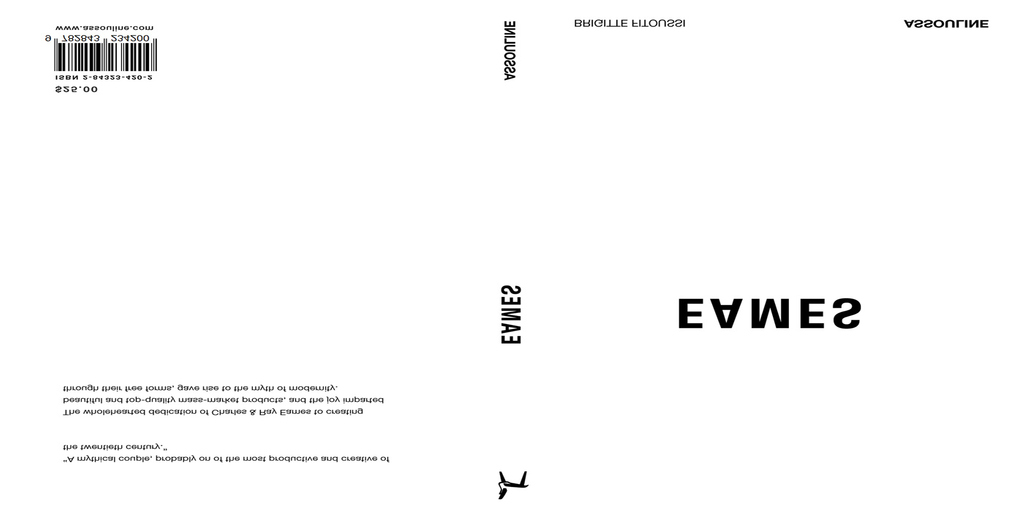 "A mythical couple, probably on of the most productive and creative of
the twentieth century."
The wholehearted dedication of Charles & Ray Eames to creating
beautiful and top-quality mass-market products, and the joy imparted
through their free forms, gave rise to the myth of modernity.
$25.00
ISBN 2-84323-420-2
9 782843 234200
www.assouline.com
EAMES
ASSOULINE
EAMES
BRIGITTE FITOUSSI
ASSOULINE